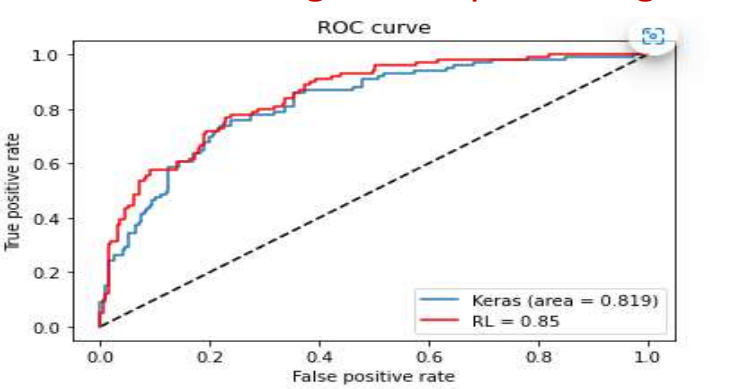 ROC curve
1.0
0.8
0.6
0.4
0.2
0.0
True positive rate
Keras (area = 0.819)
RL = 0.85
0.0 0.2 0.4 0.6 0.8 1.0
False positive rate